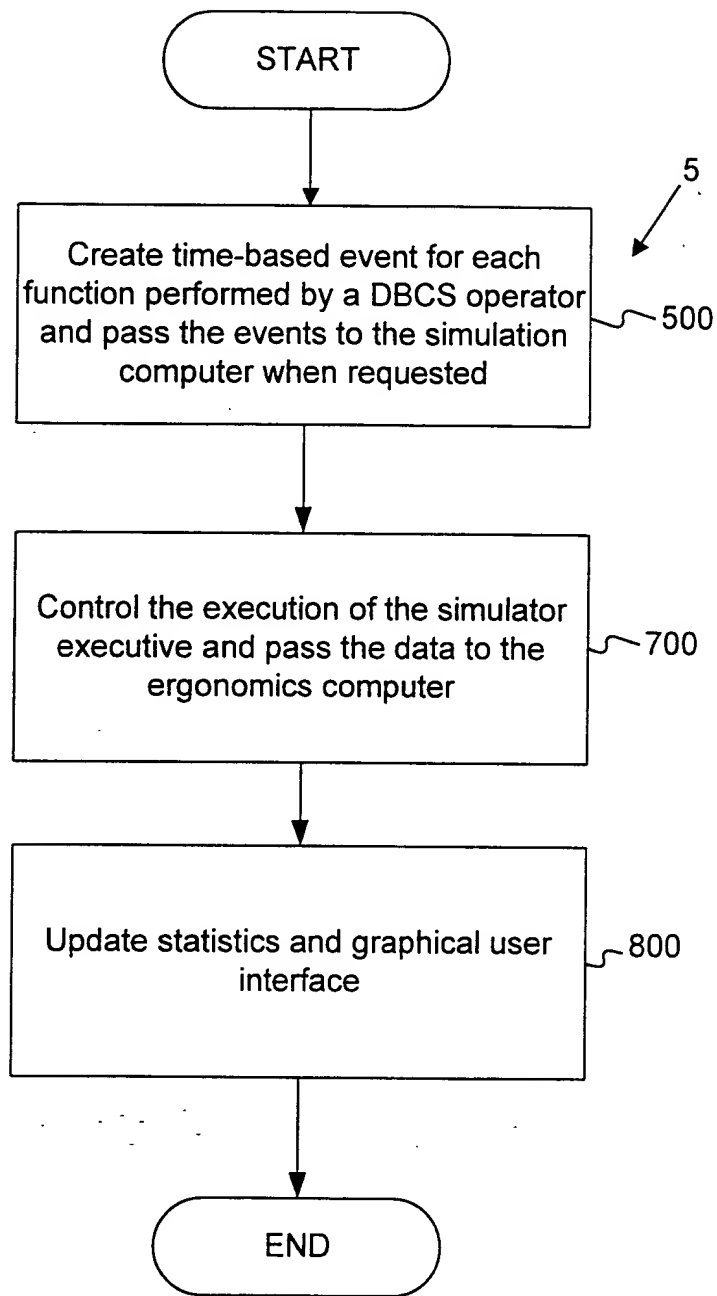 START
5
Create time-based event for each
function performed by a DBCS operator
and pass the events to the simulation
computer when requested
500
Control the execution of the simulator
executive and pass the data to the
ergonomics computer
700
Update statistics and graphical user
interface
800
END